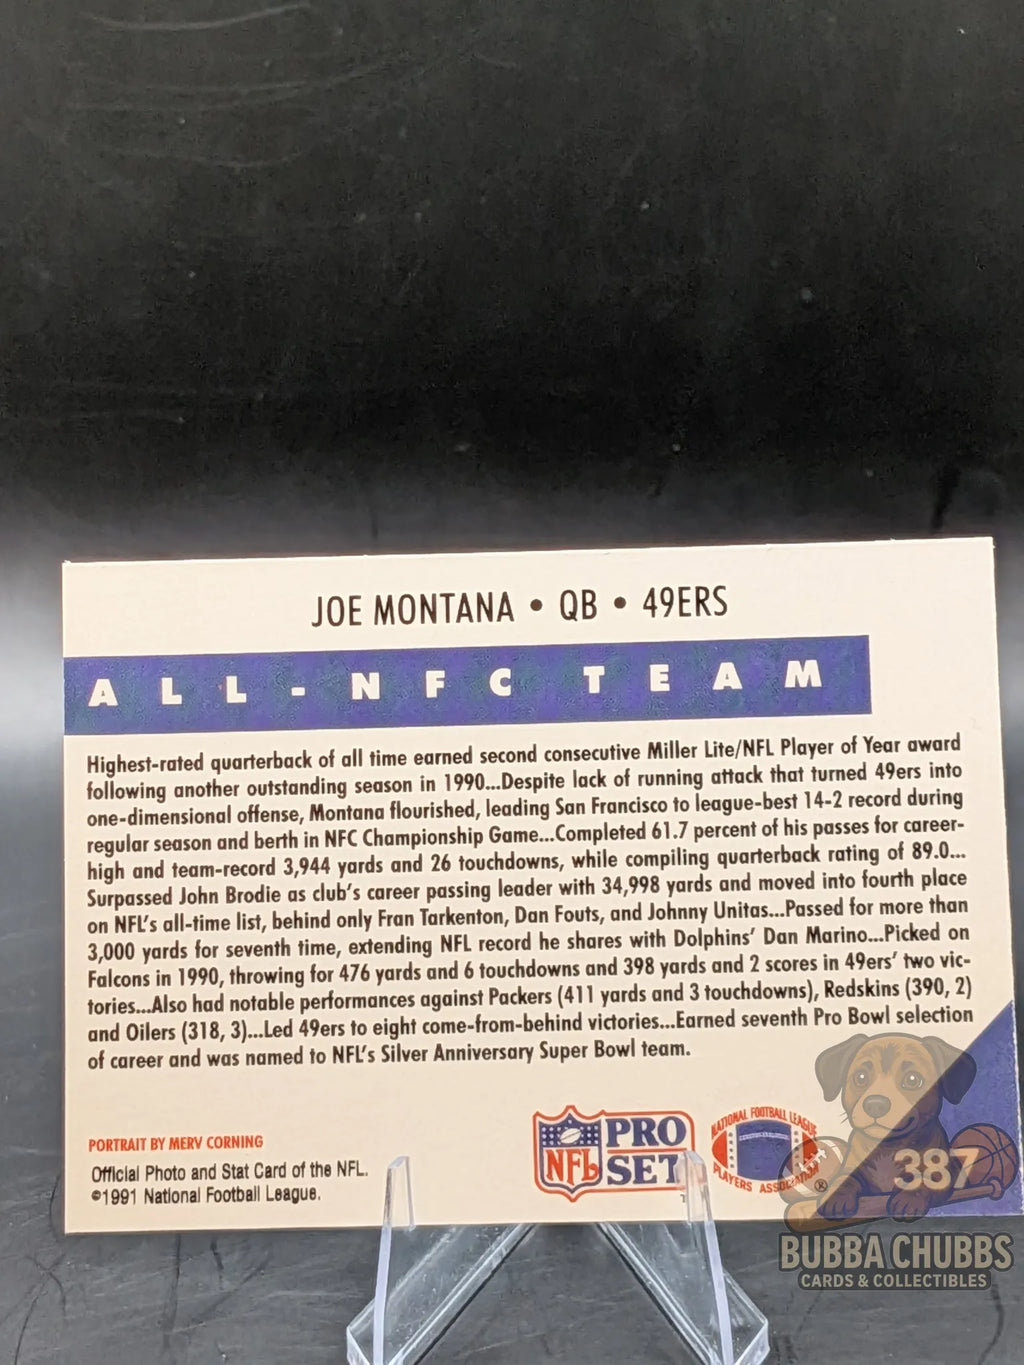 JOE MONTANA • QB • 49ERS
ALL-NFC TEAM
Highest-rated quarterback of all time earned second consecutive Miller Lite/NFL Player of Year award
following another outstanding season in 1990...Despite lack of running attack that turned 49ers into
one-dimensional offense, Montana flourished, leading San Francisco to league-best 14-2 record during
regular season and berth in NFC Championship Game...Completed 61.7 percent of his passes for career-
high and team-record 3,944 yards and 26 touchdowns, while compiling quarterback rating of 89.0...
Surpassed John Brodie as club's career passing leader with 34,998 yards and moved into fourth place
on NFL's all-time list, behind only Fran Tarkenton, Dan Fouts, and Johnny Unitas...Passed for more than
3,000 yards for seventh time, extending NFL record he shares with Dolphins' Dan Marino...Picked on
Falcons in 1990, throwing for 476 yards and 6 touchdowns and 398 yards and 2 scores in 49ers' two vic-
tories...Also had notable performances against Packers (411 yards and 3 touchdowns), Redskins (390, 2)
and Oilers (318, 3)...Led 49ers to eight come-from-behind victories...Earned seventh Pro Bowl selection
of career and was named to NFL's Silver Anniversary Super Bowl team.
PORTRAIT BY MERV CORNING
Official Photo and Stat Card of the NFL.
©1991 National Football League.
NFL PRO SET
NATIONAL FOOTBALL LEAGUE
PLAYERS ASSOCIATION ®
387
BUBBA CHUBBS
CARDS & COLLECTIBLES